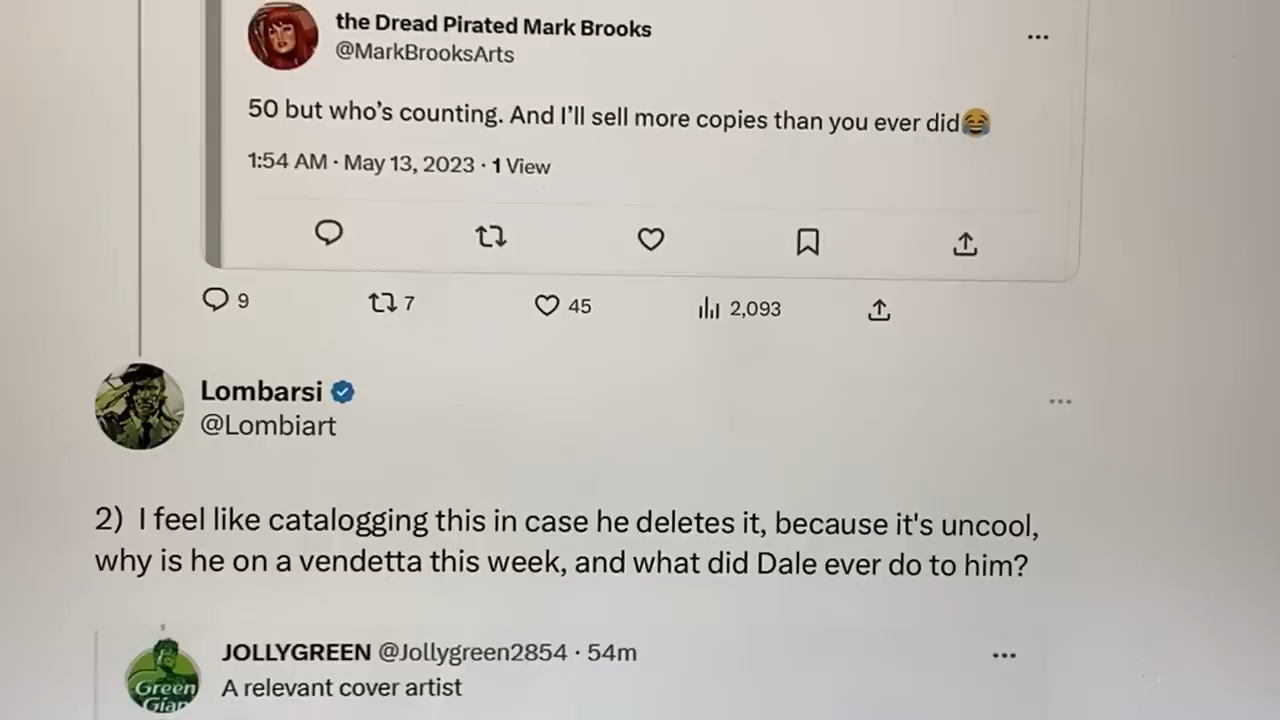 the Dread Pirated Mark Brooks
@MarkBrooksArts
50 but who's counting. And I'll sell more copies than you ever did😂
1:54 AM · May 13, 2023 · 1 View
9 7 45 2,093
Lombarsi
@Lombiart
2) I feel like catalogging this in case he deletes it, because it's uncool,
why is he on a vendetta this week, and what did Dale ever do to him?
JOLLYGREEN @Jollygreen2854 · 54m
A relevant cover artist
Green
Gian